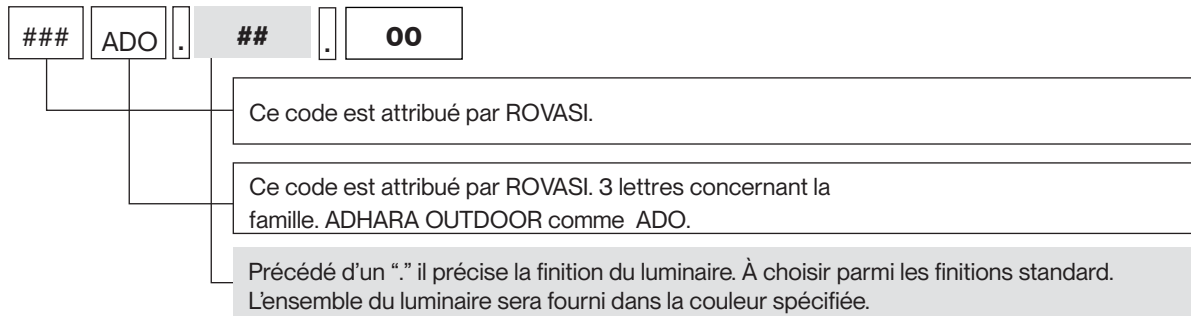 ### ADO . ## . 00
Ce code est attribué par ROVASI.
Ce code est attribué par ROVASI. 3 lettres concernant la
famille. ADHARA OUTDOOR comme ADO.
Précédé d’un “.” il précise la finition du luminaire. À choisir parmi les finitions standard.
L’ensemble du luminaire sera fourni dans la couleur spécifiée.